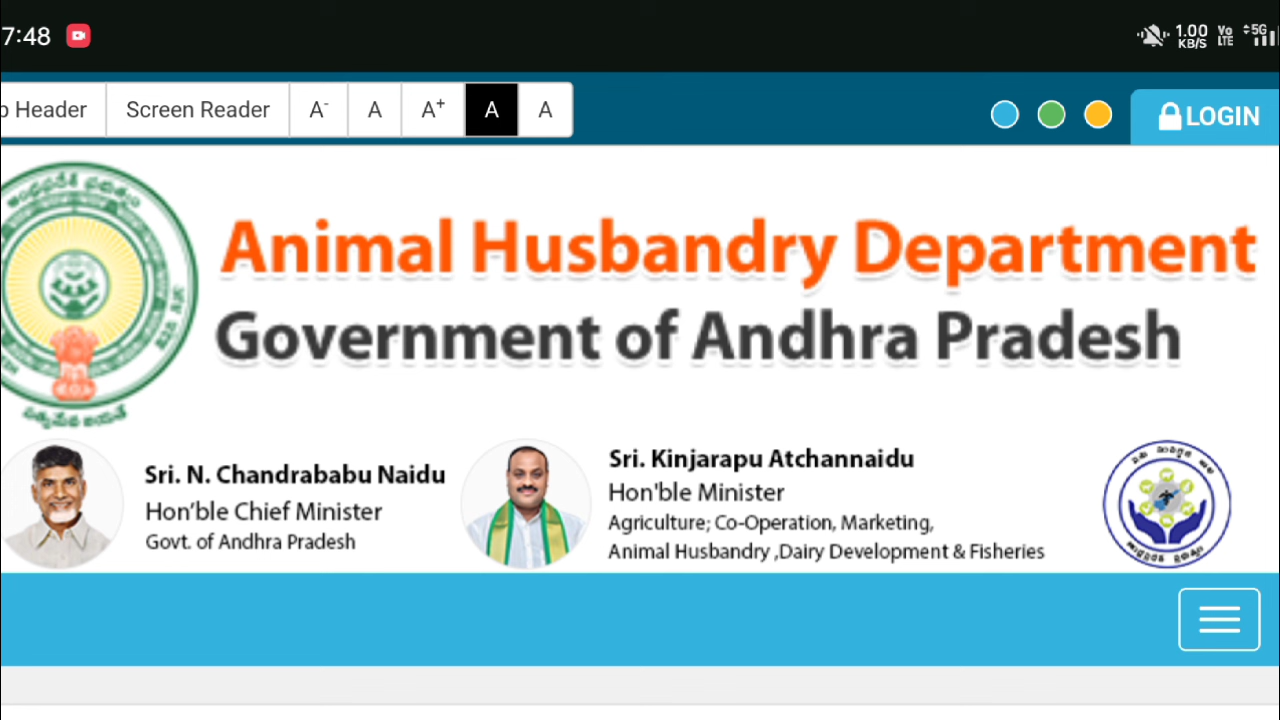 7:48
1.00
KB/S
Vo
LTE
5G
Header
Screen Reader
A-
A
A+
A
A
LOGIN
Animal Husbandry Department
Government of Andhra Pradesh
Sri. N. Chandrababu Naidu
Hon'ble Chief Minister
Govt. of Andhra Pradesh
Sri. Kinjarapu Atchannaidu
Hon'ble Minister
Agriculture; Co-Operation, Marketing,
Animal Husbandry ,Dairy Development & Fisheries